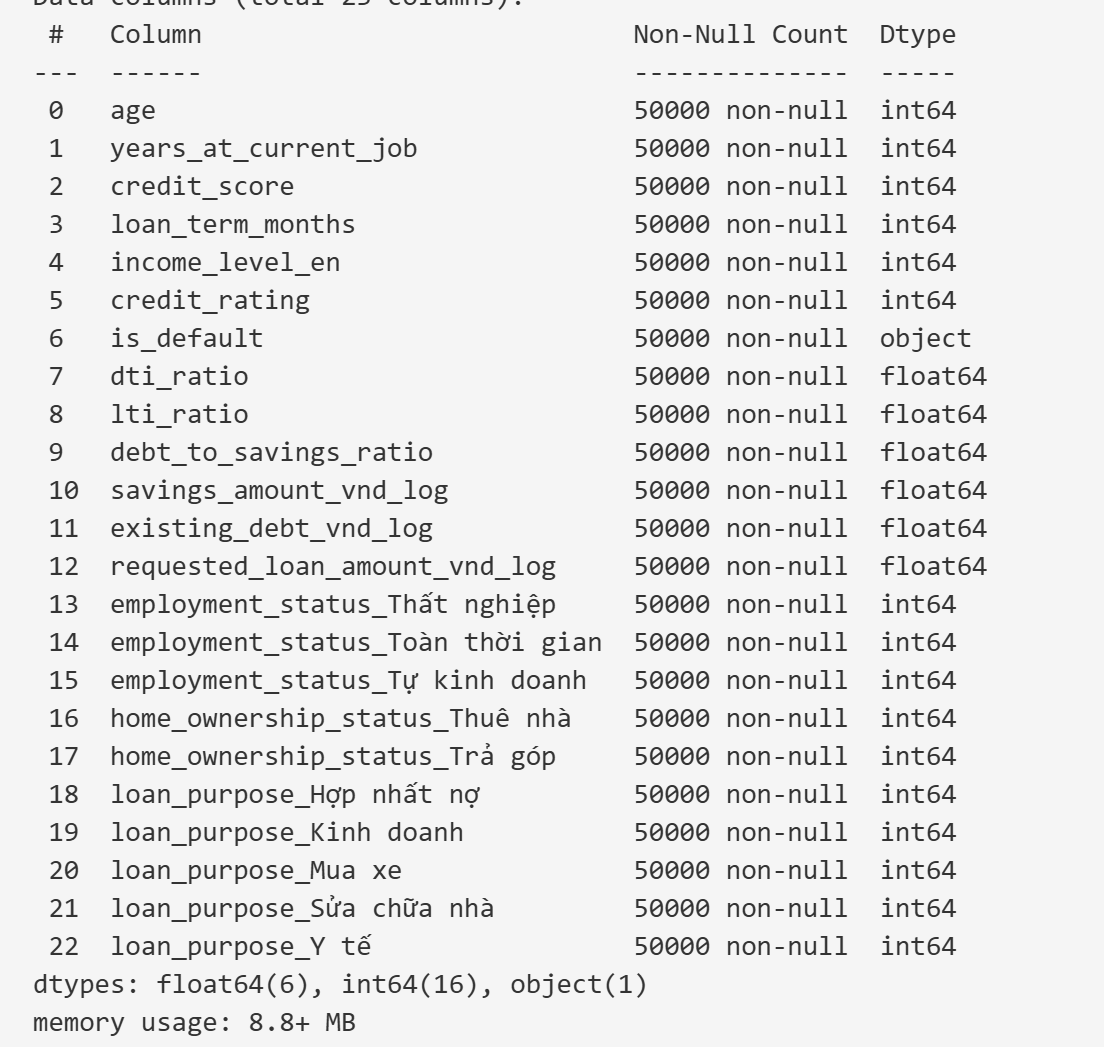 Data columns (total 23 columns):
 #   Column                            Non-Null Count  Dtype
---  ------                            --------------  -----
 0   age                               50000 non-null  int64
 1   years_at_current_job              50000 non-null  int64
 2   credit_score                      50000 non-null  int64
 3   loan_term_months                  50000 non-null  int64
 4   income_level_en                   50000 non-null  int64
 5   credit_rating                     50000 non-null  int64
 6   is_default                        50000 non-null  object
 7   dti_ratio                         50000 non-null  float64
 8   lti_ratio                         50000 non-null  float64
 9   debt_to_savings_ratio             50000 non-null  float64
 10  savings_amount_vnd_log            50000 non-null  float64
 11  existing_debt_vnd_log             50000 non-null  float64
 12  requested_loan_amount_vnd_log     50000 non-null  float64
 13  employment_status_Thất nghiệp     50000 non-null  int64
 14  employment_status_Toàn thời gian  50000 non-null  int64
 15  employment_status_Tự kinh doanh   50000 non-null  int64
 16  home_ownership_status_Thuê nhà    50000 non-null  int64
 17  home_ownership_status_Trả góp     50000 non-null  int64
 18  loan_purpose_Hợp nhất nợ          50000 non-null  int64
 19  loan_purpose_Kinh doanh           50000 non-null  int64
 20  loan_purpose_Mua xe               50000 non-null  int64
 21  loan_purpose_Sửa chữa nhà         50000 non-null  int64
 22  loan_purpose_Y tế                 50000 non-null  int64
dtypes: float64(6), int64(16), object(1)
memory usage: 8.8+ MB